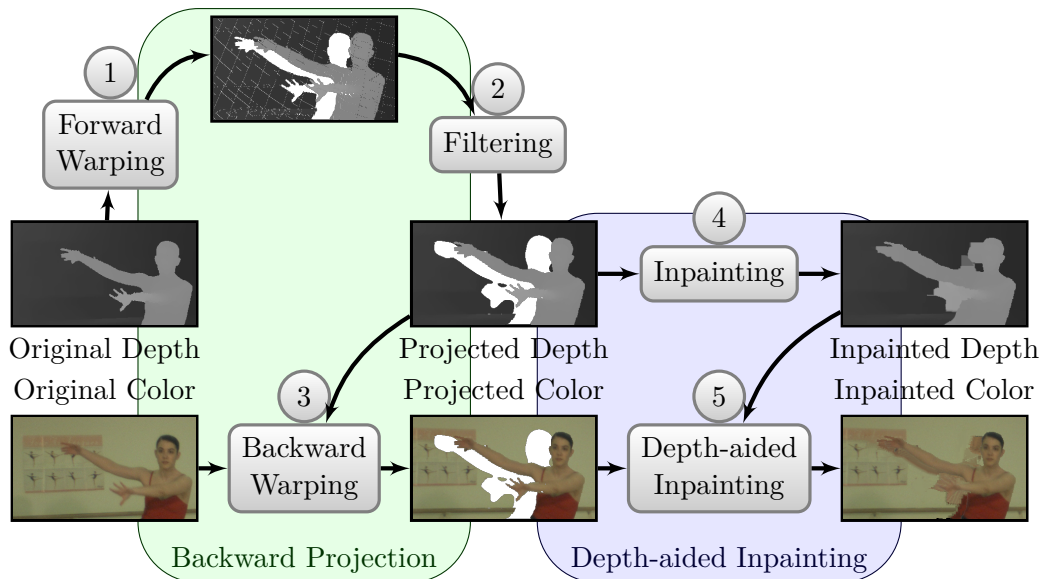 1
Forward
Warping
2
Filtering
4
Inpainting
Original Depth
Projected Depth
Inpainted Depth
Original Color
Projected Color
Inpainted Color
3
Backward
Warping
5
Depth-aided
Inpainting
Backward Projection
Depth-aided Inpainting